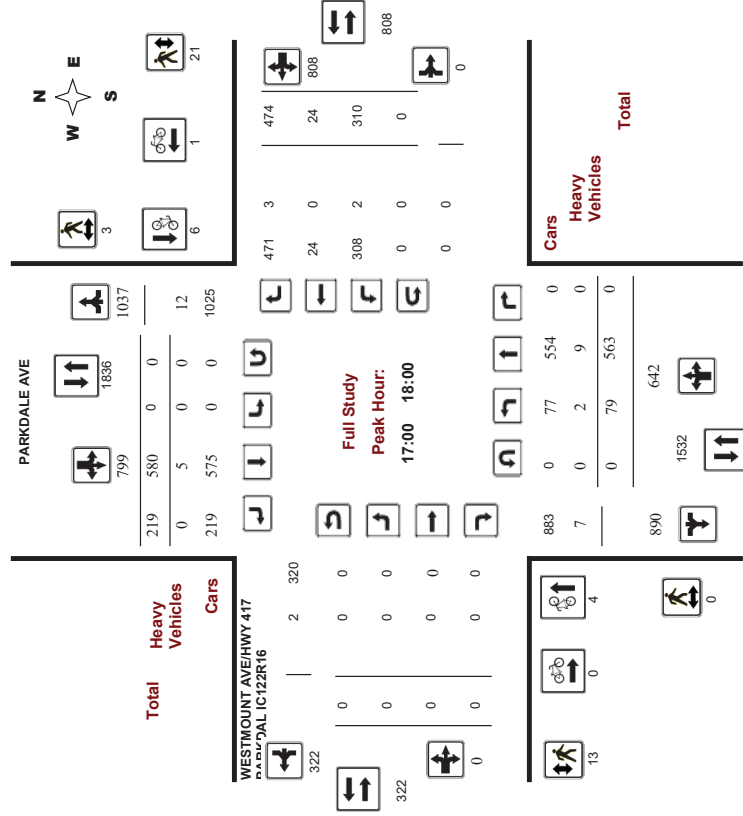 PARKDALE AVE
N
W
E
S
799
1836
1037
3
21
219 580 0 0
0 5 0 0 12
219 575 0 0 1025
6
1
Total
Heavy
Vehicles
Cars
WESTMOUNT AVE/HWY 417
322
2 320
0 0 0
0 0 0
0 0 0
0 0 0
322
0
Full Study
Peak Hour:
17:00 18:00
471 3 474
24 0 24
308 2 310
0 0 0
0
808
808
0
Cars
Heavy
Vehicles
Total
883 0 77 554 0
7 0 2 9 0
0 79 563 0
890
642
1532
13
0
4
0